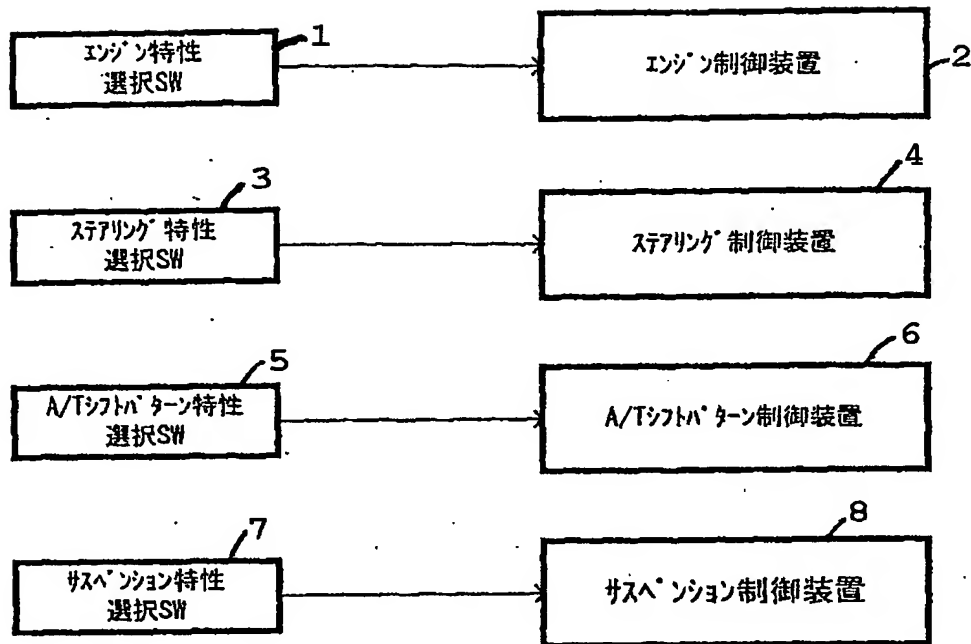 エンジン特性
選択SW
1
エンジン制御装置
2
ステアリング特性
選択SW
3
ステアリング制御装置
4
A/Tシフトパターン特性
選択SW
5
A/Tシフトパターン制御装置
6
サスペンション特性
選択SW
7
サスペンション制御装置
8